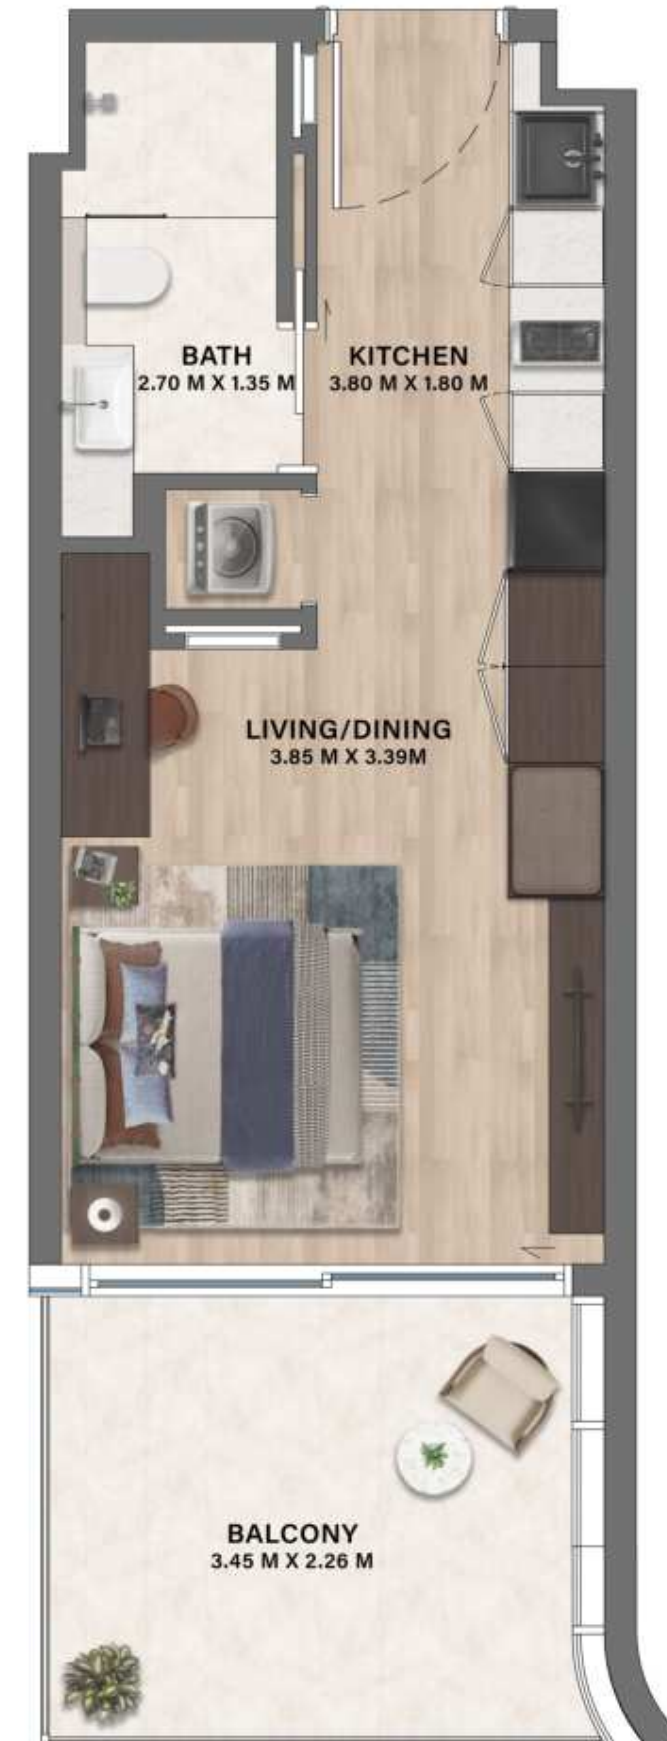 BATH
2.70 M X 1.35 M
KITCHEN
3.80 M X 1.80 M
LIVING/DINING
3.85 M X 3.39M
BALCONY
3.45 M X 2.26 M